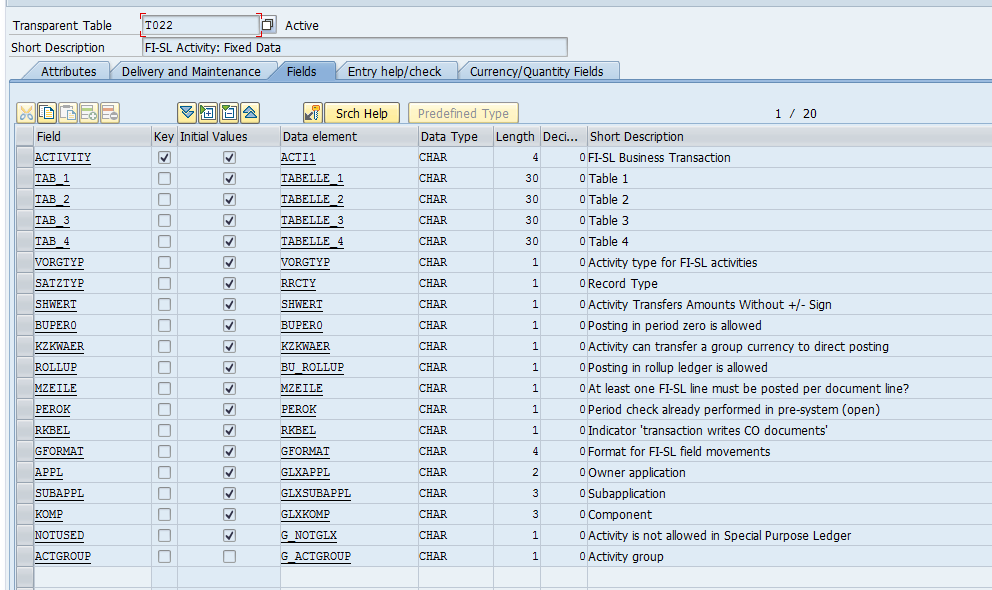 Transparent Table T022 Active
Short Description FI-SL Activity: Fixed Data
Attributes Delivery and Maintenance Fields Entry help/check Currency/Quantity Fields
Srch Help Predefined Type 1 / 20
Field Key Initial Values Data element Data Type Length Deci... Short Description
ACTIVITY ACTI1 CHAR 4 0 FI-SL Business Transaction
TAB_1 TABELLE_1 CHAR 30 0 Table 1
TAB_2 TABELLE_2 CHAR 30 0 Table 2
TAB_3 TABELLE_3 CHAR 30 0 Table 3
TAB_4 TABELLE_4 CHAR 30 0 Table 4
VORGTYP VORGTYP CHAR 1 0 Activity type for FI-SL activities
SATZTYP RRCTY CHAR 1 0 Record Type
SHWERT SHWERT CHAR 1 0 Activity Transfers Amounts Without +/- Sign
BUPER0 BUPER0 CHAR 1 0 Posting in period zero is allowed
KZKWAER KZKWAER CHAR 1 0 Activity can transfer a group currency to direct posting
ROLLUP BU_ROLLUP CHAR 1 0 Posting in rollup ledger is allowed
MZEILE MZEILE CHAR 1 0 At least one FI-SL line must be posted per document line?
PEROK PEROK CHAR 1 0 Period check already performed in pre-system (open)
RKBEL RKBEL CHAR 1 0 Indicator 'transaction writes CO documents'
GFORMAT GFORMAT CHAR 4 0 Format for FI-SL field movements
APPL GLXAPPL CHAR 2 0 Owner application
SUBAPPL GLXSUBAPPL CHAR 3 0 Subapplication
KOMP GLXKOMP CHAR 3 0 Component
NOTUSED G_NOTGLX CHAR 1 0 Activity is not allowed in Special Purpose Ledger
ACTGROUP G_ACTGROUP CHAR 1 0 Activity group